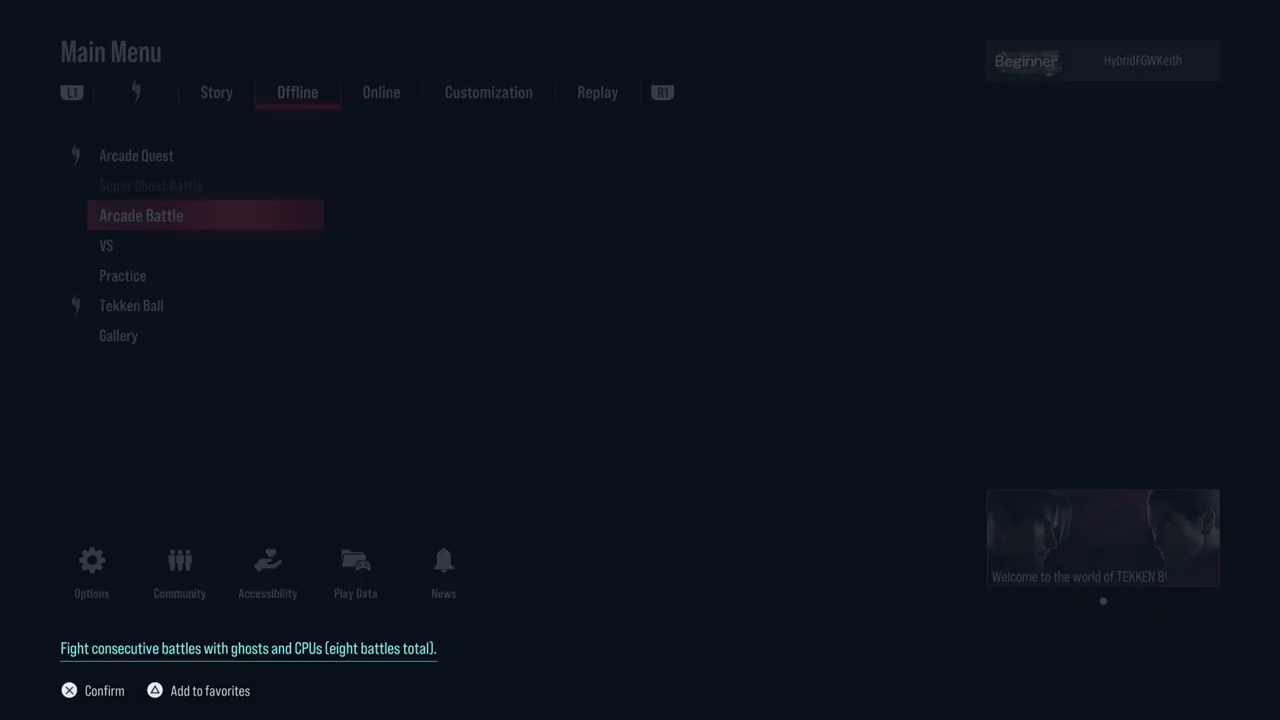 Main Menu
Beginner HybridFGWKeith
L1 Story Offline Online Customization Replay R1
Arcade Quest
Super Ghost Battle
Arcade Battle
VS
Practice
Tekken Ball
Gallery
Welcome to the world of TEKKEN 8!
Options Community Accessibility Play Data News
Fight consecutive battles with ghosts and CPUs (eight battles total).
Confirm Add to favorites